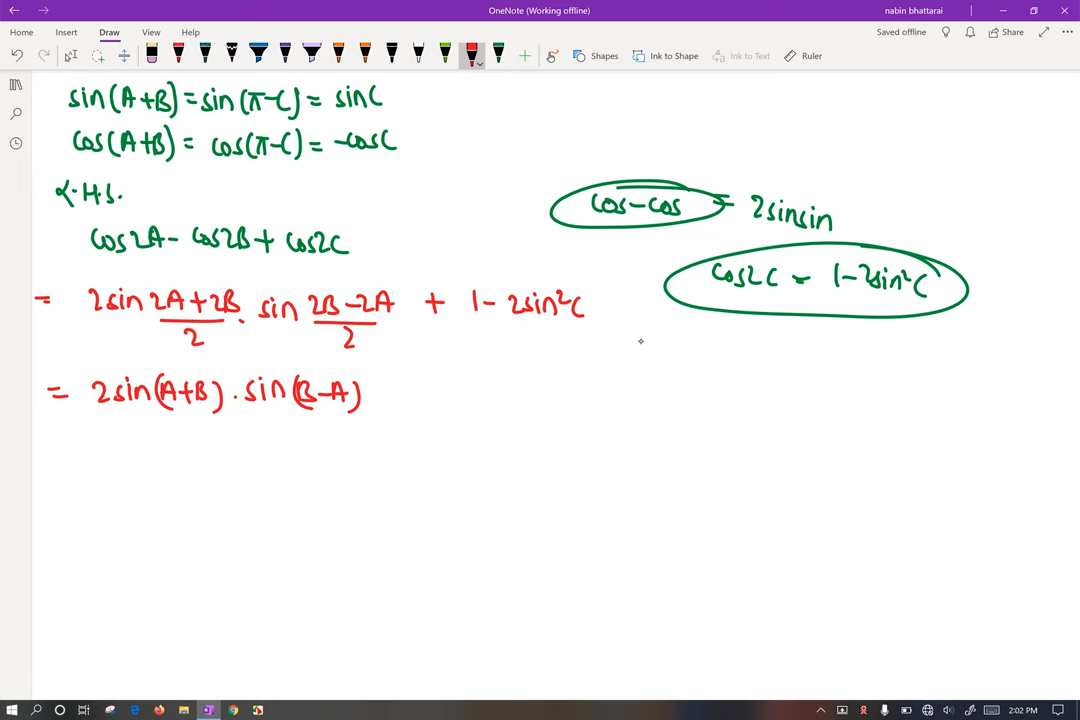 OneNote (Working offline)
nabin bhattarai
Home Insert Draw View Help
Saved offline
Share
Shapes
Ink to Shape
Ink to Text
Ruler
sin(A+B) = sin(π-C) = sinC
cos(A+B) = cos(π-C) = -cosC
L.H.S.
cos-cos = 2sinsin
cos2A - cos2B + cos2C
cos2C = 1-2sin²C
= 2sin 2A+2B/2 . sin 2B-2A/2 + 1-2sin²C
= 2sin(A+B) . sin(B-A)
2:02 PM